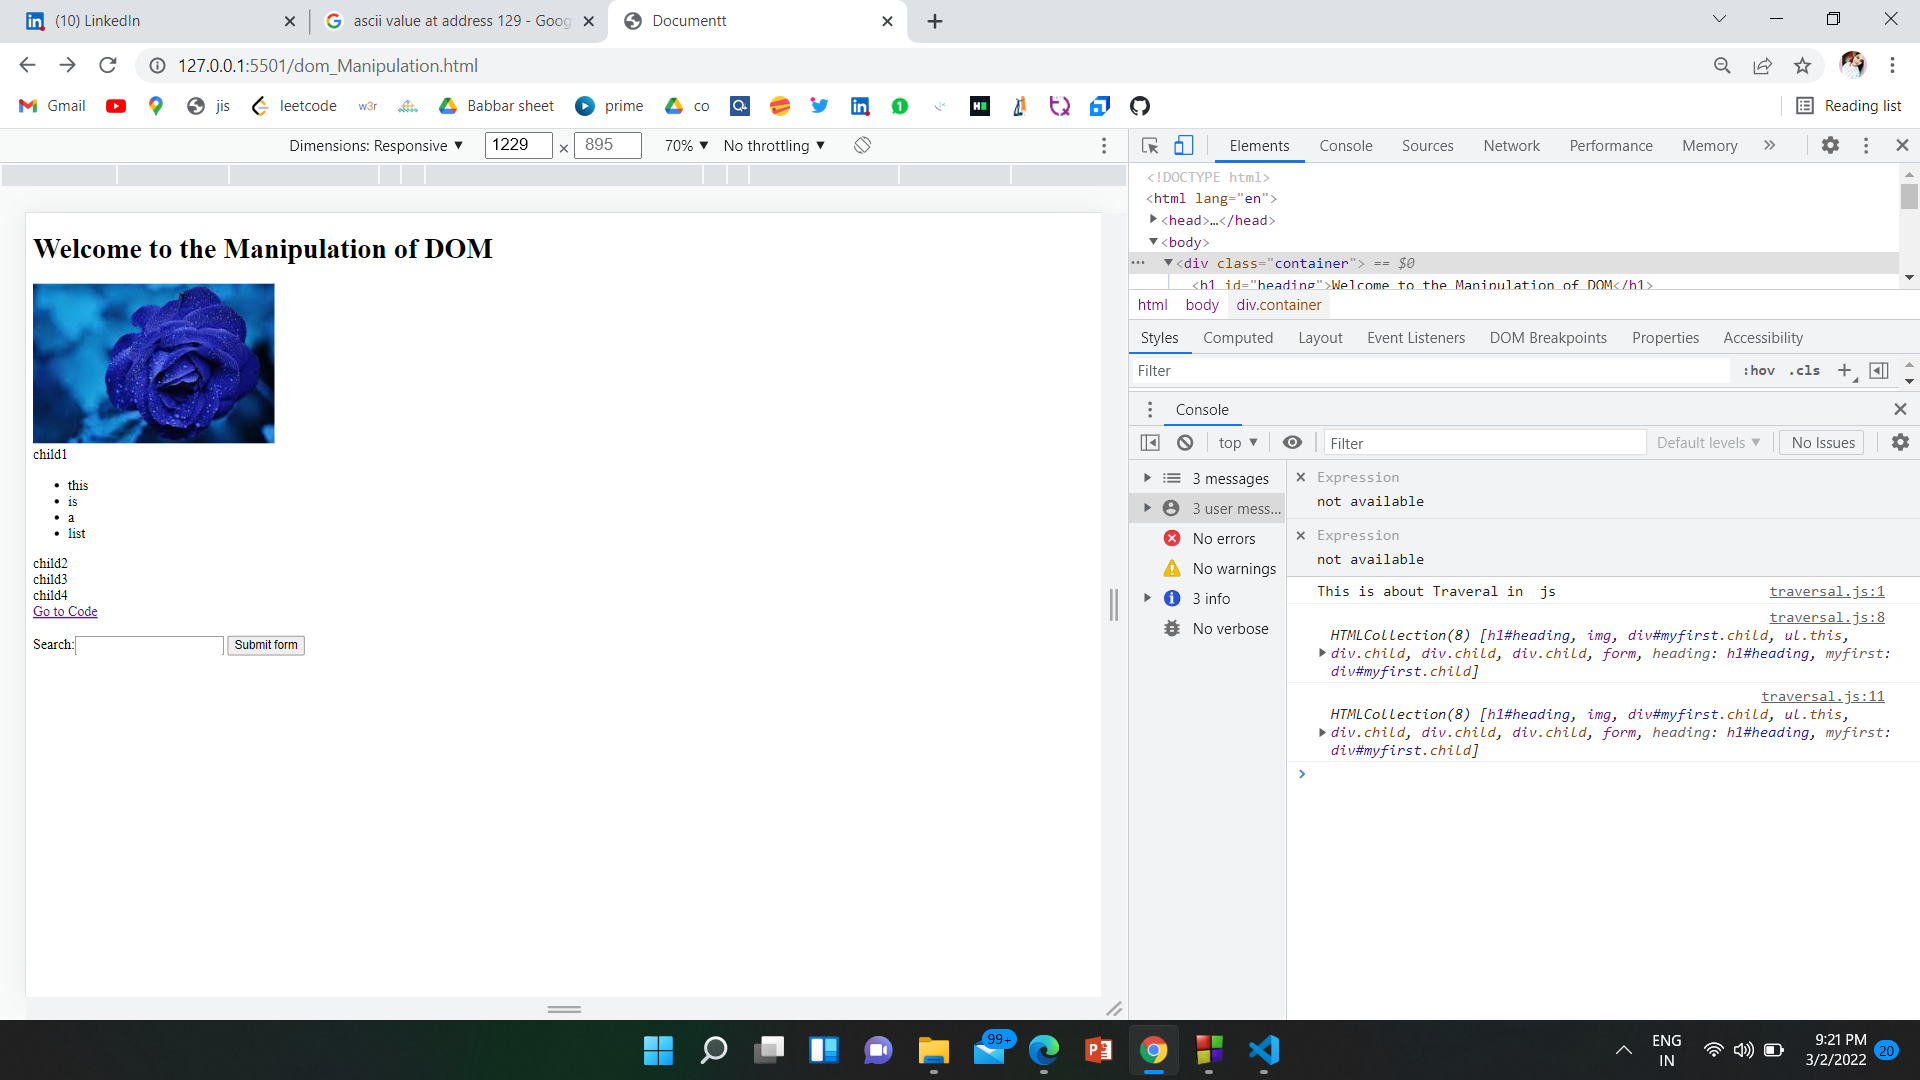 (10) LinkedIn
ascii value at address 129 - Goog
Documentt
127.0.0.1:5501/dom_Manipulation.html
Gmail
jis
leetcode
w3r
Babbar sheet
prime
co
Reading list
Dimensions: Responsive
1229 × 895
70%
No throttling
Elements Console Sources Network Performance Memory
<!DOCTYPE html>
<html lang="en">
<head>…</head>
<body>
<div class="container"> == $0
<h1 id="heading">Welcome to the Manipulation of DOM</h1>
html body div.container
Styles Computed Layout Event Listeners DOM Breakpoints Properties Accessibility
Filter
:hov .cls
Console
top
Filter
Default levels
No Issues
3 messages
3 user mess...
No errors
No warnings
3 info
No verbose
Expression
not available
Expression
not available
This is about Traveral in  js traversal.js:1
traversal.js:8
HTMLCollection(8) [h1#heading, img, div#myfirst.child, ul.this,
div.child, div.child, div.child, form, heading: h1#heading, myfirst:
div#myfirst.child]
traversal.js:11
HTMLCollection(8) [h1#heading, img, div#myfirst.child, ul.this,
div.child, div.child, div.child, form, heading: h1#heading, myfirst:
div#myfirst.child]
Welcome to the Manipulation of DOM
child1
this
is
a
list
child2
child3
child4
Go to Code
Search:
Submit form
99+
ENG
IN
9:21 PM
3/2/2022
20